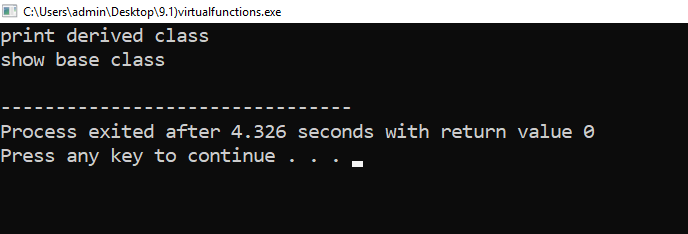 C:\Users\admin\Desktop\9.1)virtualfunctions.exe
print derived class
show base class
--------------------------------
Process exited after 4.326 seconds with return value 0
Press any key to continue . . .